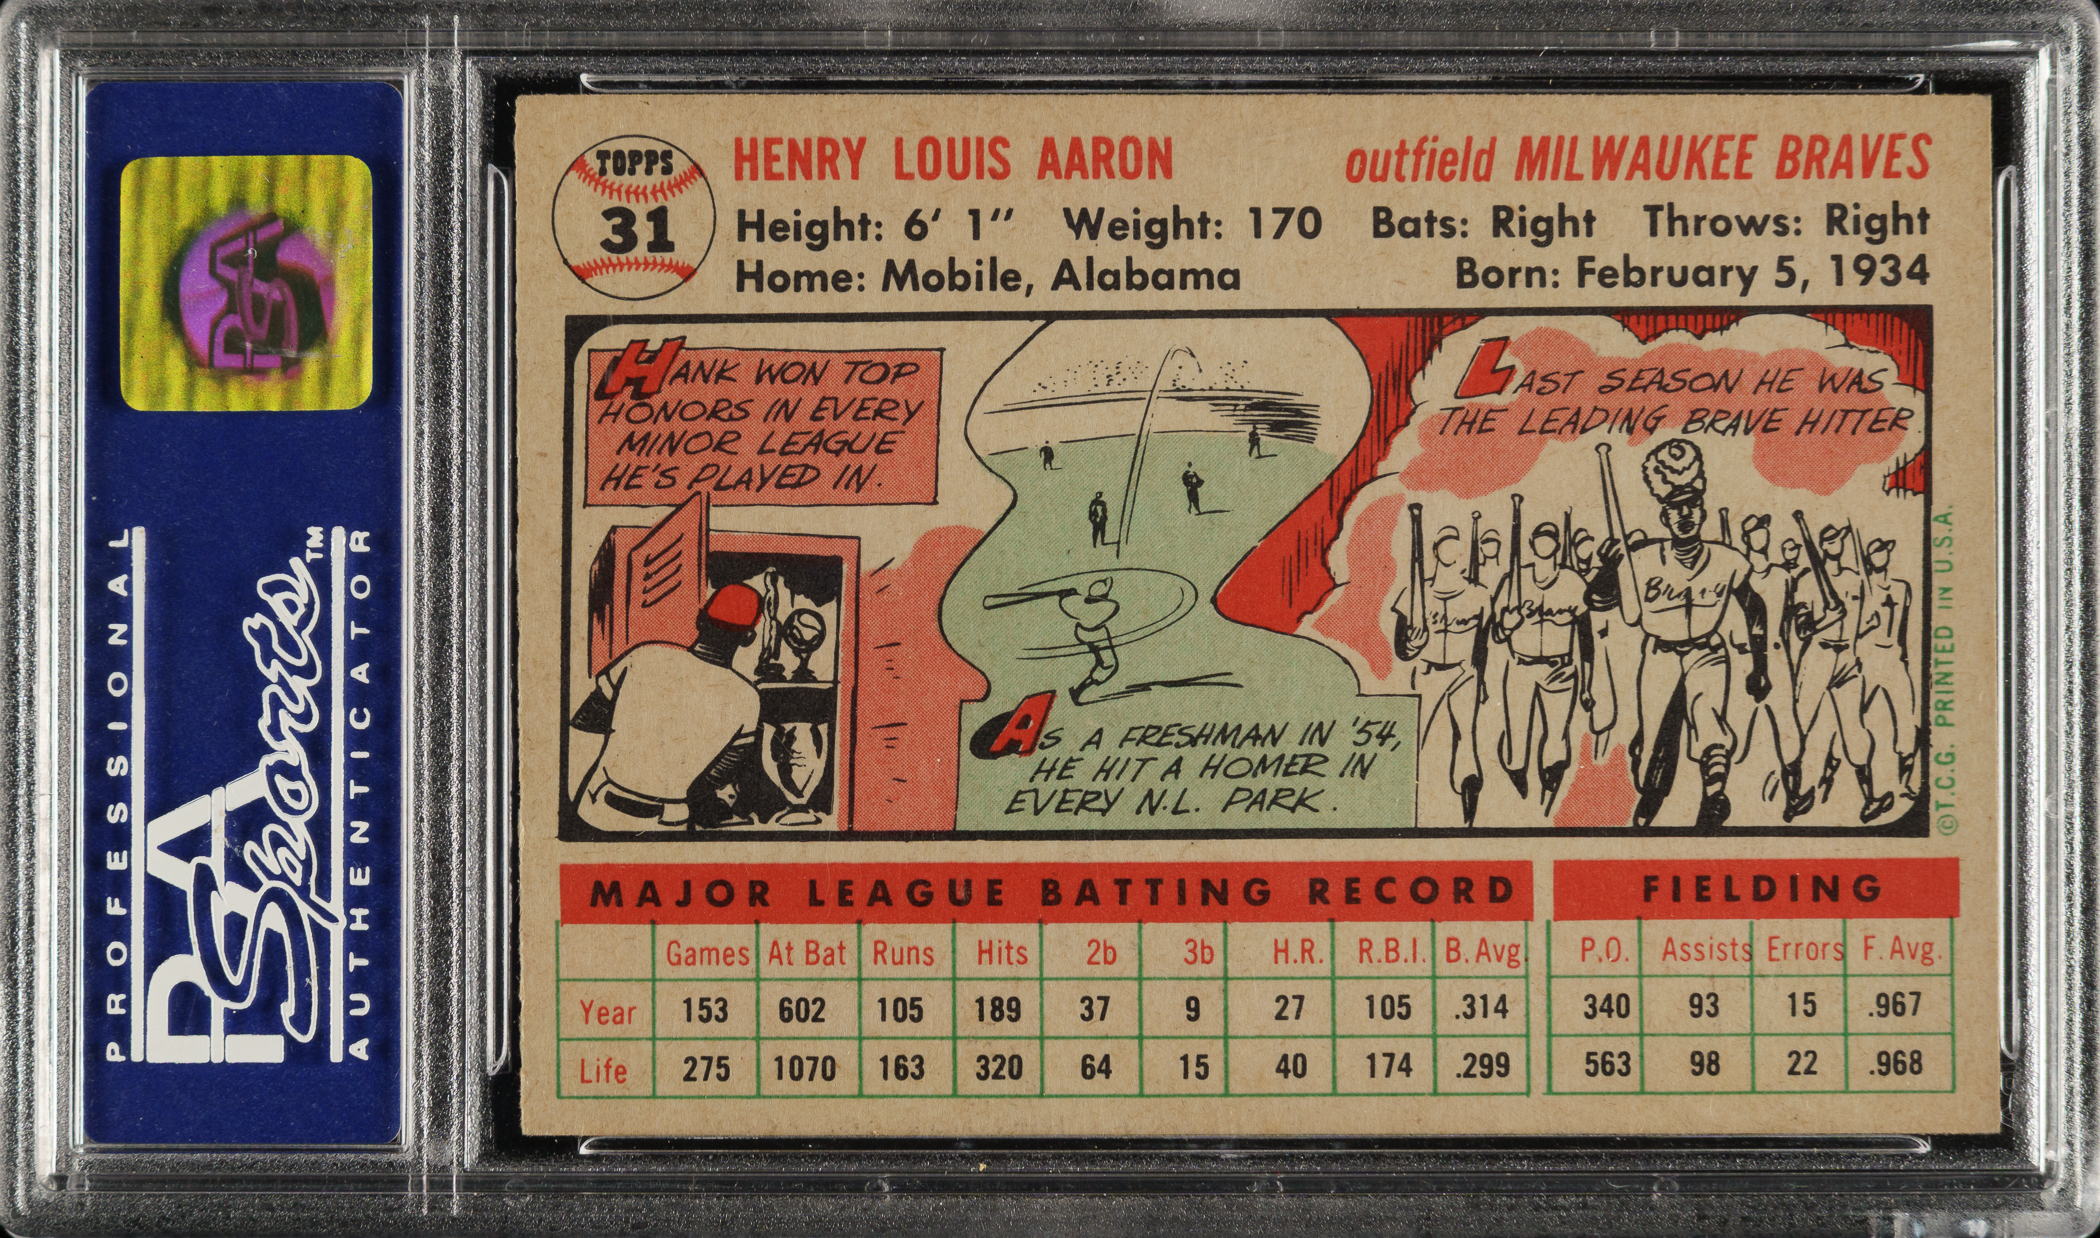 PROFESSIONAL
PSA
Sports™
AUTHENTICATOR
PSA
TOPPS
31
HENRY LOUIS AARON
outfield MILWAUKEE BRAVES
Height: 6' 1" Weight: 170 Bats: Right Throws: Right
Home: Mobile, Alabama
Born: February 5, 1934
HANK WON TOP
HONORS IN EVERY
MINOR LEAGUE
HE'S PLAYED IN.
AS A FRESHMAN IN '54,
HE HIT A HOMER IN
EVERY N.L. PARK.
LAST SEASON HE WAS
THE LEADING BRAVE HITTER.
Braves
Braves
©T.C.G. PRINTED IN U.S.A.
MAJOR LEAGUE BATTING RECORD
FIELDING
Games At Bat Runs Hits 2b 3b H.R. R.B.I. B. Avg. P.O. Assists Errors F. Avg.
Year 153 602 105 189 37 9 27 105 .314 340 93 15 .967
Life 275 1070 163 320 64 15 40 174 .299 563 98 22 .968